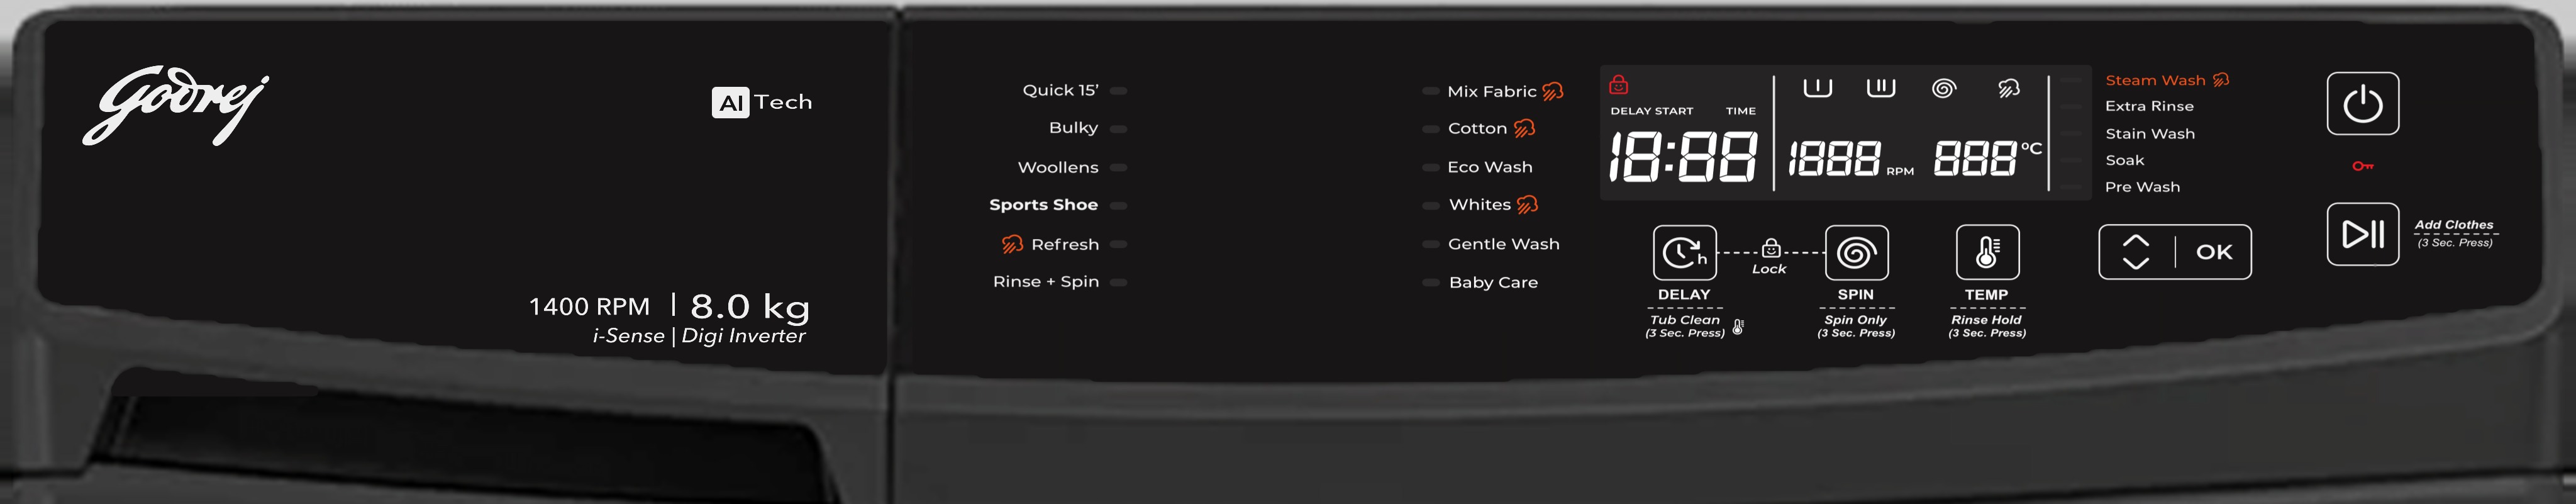 Godrej
AI Tech
1400 RPM | 8.0 kg
i-Sense | Digi Inverter
Quick 15’
Bulky
Woollens
Sports Shoe
Refresh
Rinse + Spin
Mix Fabric
Cotton
Eco Wash
Whites
Gentle Wash
Baby Care
DELAY START TIME
18:88
1888 RPM
888 °C
Steam Wash
Extra Rinse
Stain Wash
Soak
Pre Wash
h
Lock
DELAY
Tub Clean
(3 Sec. Press)
SPIN
Spin Only
(3 Sec. Press)
TEMP
Rinse Hold
(3 Sec. Press)
OK
Add Clothes
(3 Sec. Press)